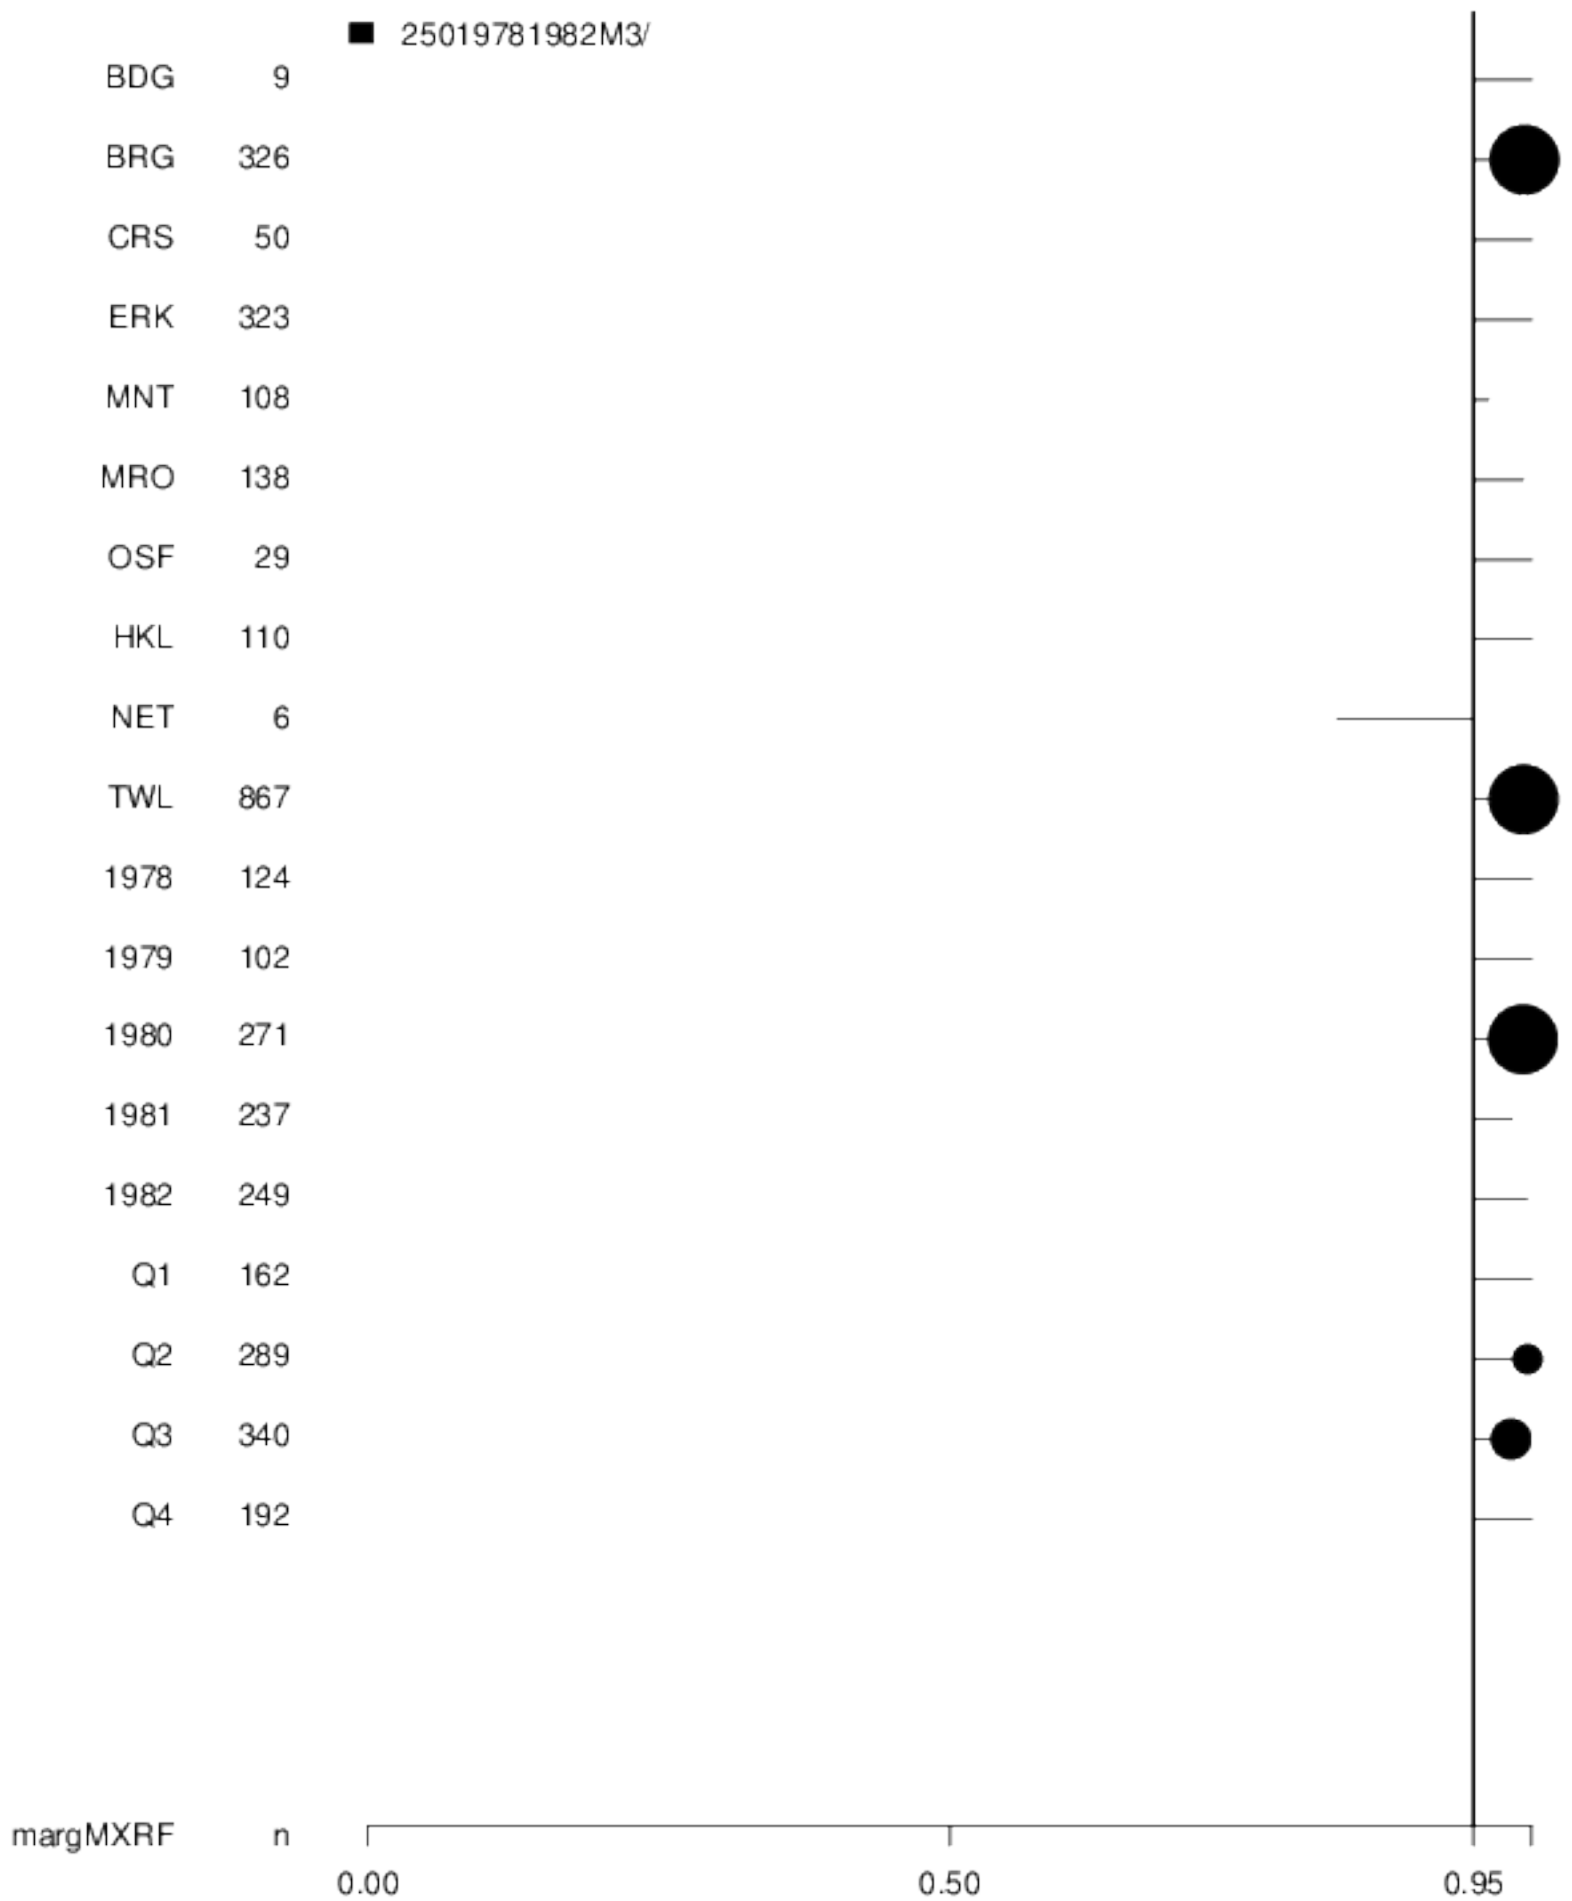 25019781982M3/
BDG 9
BRG 326
CRS 50
ERK 323
MNT 108
MRO 138
OSF 29
HKL 110
NET 6
TWL 867
1978 124
1979 102
1980 271
1981 237
1982 249
Q1 162
Q2 289
Q3 340
Q4 192
margMXRF n
0.00 0.50 0.95